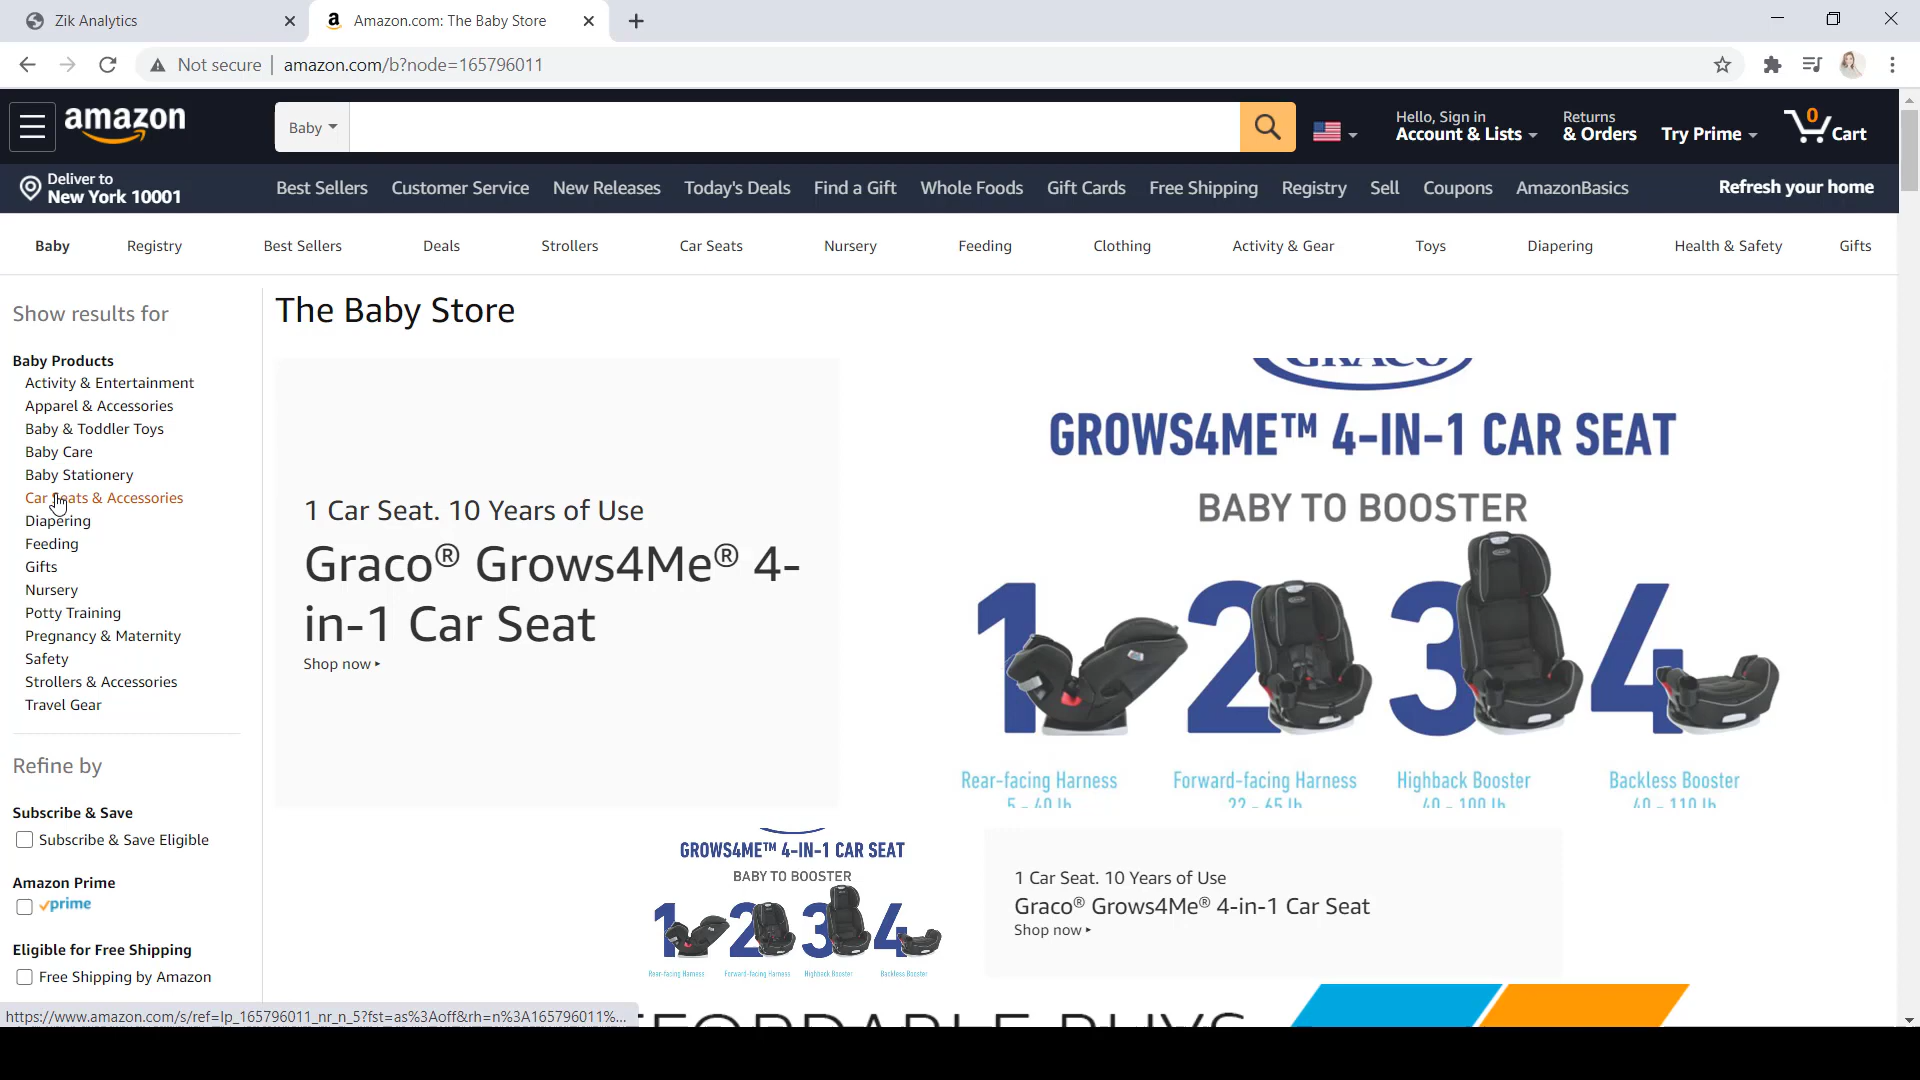 Zik Analytics
Amazon.com: The Baby Store
Not secure
amazon.com/b?node=165796011
amazon
Baby
Hello, Sign in
Account & Lists
Returns
& Orders
Try Prime
0
Cart
Deliver to
New York 10001
Best Sellers
Customer Service
New Releases
Today's Deals
Find a Gift
Whole Foods
Gift Cards
Free Shipping
Registry
Sell
Coupons
AmazonBasics
Refresh your home
Baby
Registry
Best Sellers
Deals
Strollers
Car Seats
Nursery
Feeding
Clothing
Activity & Gear
Toys
Diapering
Health & Safety
Gifts
Show results for
Baby Products
Activity & Entertainment
Apparel & Accessories
Baby & Toddler Toys
Baby Care
Baby Stationery
Car Seats & Accessories
Diapering
Feeding
Gifts
Nursery
Potty Training
Pregnancy & Maternity
Safety
Strollers & Accessories
Travel Gear
Refine by
Subscribe & Save
Subscribe & Save Eligible
Amazon Prime
prime
Eligible for Free Shipping
Free Shipping by Amazon
https://www.amazon.com/s/ref=lp_165796011_nr_n_5?fst=as%3Aoff&rh=n%3A165796011%...
The Baby Store
1 Car Seat. 10 Years of Use
Graco® Grows4Me® 4-
in-1 Car Seat
Shop now
GRACO
GROWS4ME™ 4-IN-1 CAR SEAT
BABY TO BOOSTER
1 2 3 4
Rear-facing Harness
5 - 40 lb
Forward-facing Harness
22 - 65 lb
Highback Booster
40 - 100 lb
Backless Booster
40 - 110 lb
GROWS4ME™ 4-IN-1 CAR SEAT
BABY TO BOOSTER
1 2 3 4
Rear-facing Harness
Forward-facing Harness
Highback Booster
Backless Booster
1 Car Seat. 10 Years of Use
Graco® Grows4Me® 4-in-1 Car Seat
Shop now